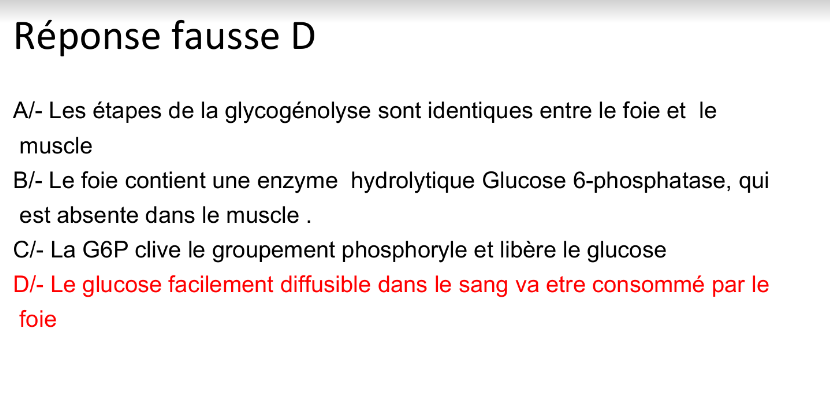 Réponse fausse D
A/- Les étapes de la glycogénolyse sont identiques entre le foie et le
muscle
B/- Le foie contient une enzyme hydrolytique Glucose 6-phosphatase, qui
est absente dans le muscle .
C/- La G6P clive le groupement phosphoryle et libère le glucose
D/- Le glucose facilement diffusible dans le sang va etre consommé par le
foie